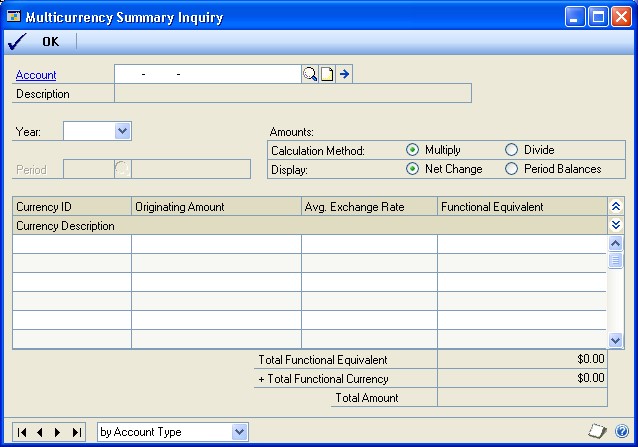 Multicurrency Summary Inquiry
OK
Account - -
Description
Year: Amounts:
Calculation Method: Multiply Divide
Period Display: Net Change Period Balances
Currency ID Originating Amount Avg. Exchange Rate Functional Equivalent
Currency Description
Total Functional Equivalent $0.00
+ Total Functional Currency $0.00
Total Amount
by Account Type